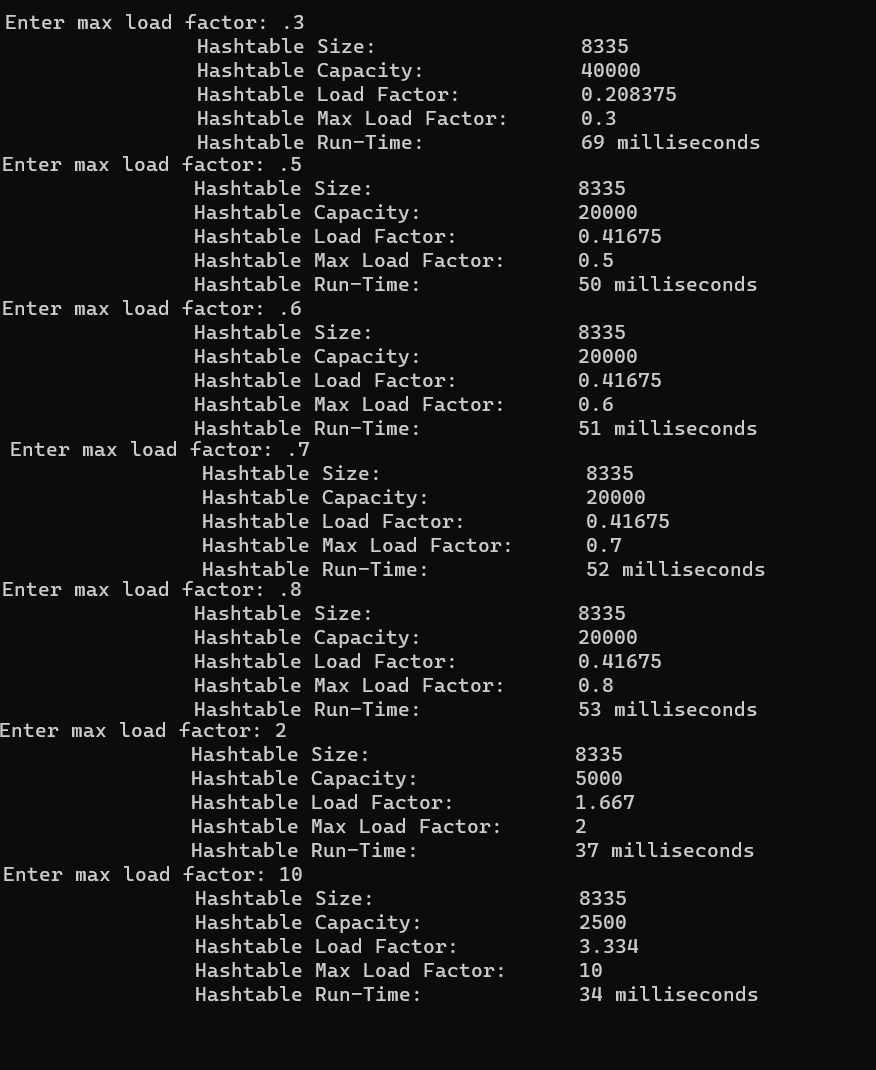 Enter max load factor: .3
Hashtable Size: 8335
Hashtable Capacity: 40000
Hashtable Load Factor: 0.208375
Hashtable Max Load Factor: 0.3
Hashtable Run-Time: 69 milliseconds
Enter max load factor: .5
Hashtable Size: 8335
Hashtable Capacity: 20000
Hashtable Load Factor: 0.41675
Hashtable Max Load Factor: 0.5
Hashtable Run-Time: 50 milliseconds
Enter max load factor: .6
Hashtable Size: 8335
Hashtable Capacity: 20000
Hashtable Load Factor: 0.41675
Hashtable Max Load Factor: 0.6
Hashtable Run-Time: 51 milliseconds
Enter max load factor: .7
Hashtable Size: 8335
Hashtable Capacity: 20000
Hashtable Load Factor: 0.41675
Hashtable Max Load Factor: 0.7
Hashtable Run-Time: 52 milliseconds
Enter max load factor: .8
Hashtable Size: 8335
Hashtable Capacity: 20000
Hashtable Load Factor: 0.41675
Hashtable Max Load Factor: 0.8
Hashtable Run-Time: 53 milliseconds
Enter max load factor: 2
Hashtable Size: 8335
Hashtable Capacity: 5000
Hashtable Load Factor: 1.667
Hashtable Max Load Factor: 2
Hashtable Run-Time: 37 milliseconds
Enter max load factor: 10
Hashtable Size: 8335
Hashtable Capacity: 2500
Hashtable Load Factor: 3.334
Hashtable Max Load Factor: 10
Hashtable Run-Time: 34 milliseconds